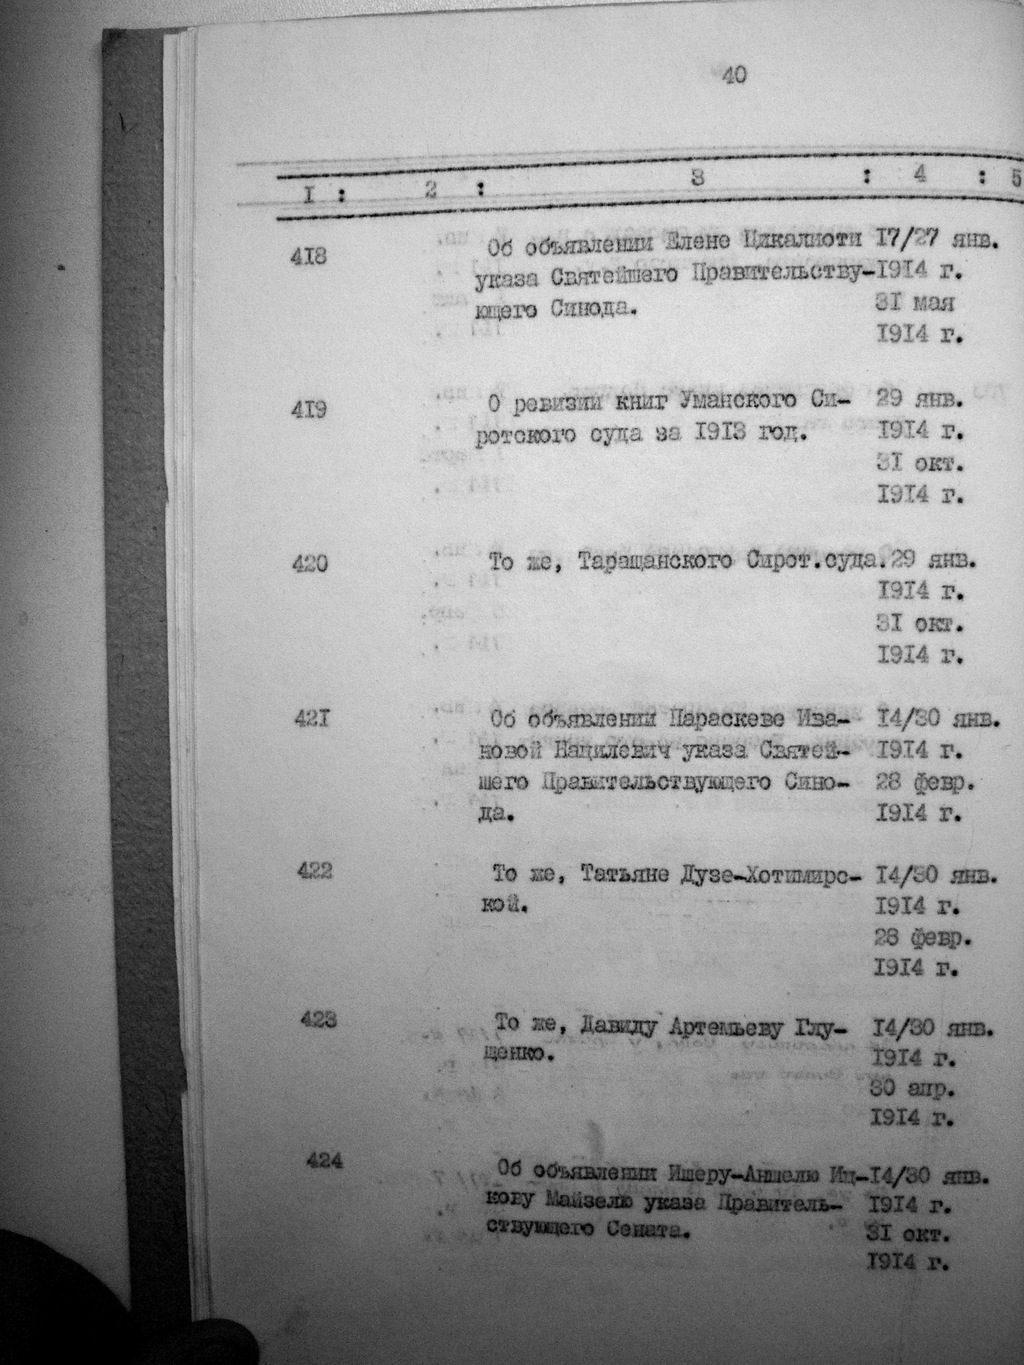 40
I : 2 : 3 : 4 : 5
418 Об объявлении Елене Цикалиоти 17/27 янв.
указа Святейшего Правительству- 1914 г.
ющего Синода. 31 мая
1914 г.
419 О ревизии книг Уманского Си- 29 янв.
ротского суда за 1913 год. 1914 г.
31 окт.
1914 г.
420 То же, Таращанского Сирот.суда. 29 янв.
1914 г.
31 окт.
1914 г.
421 Об объявлении Параскеве Ива- 14/30 янв.
новой Нацилевич указа Святей- 1914 г.
шего Правительствующего Сино- 28 февр.
да. 1914 г.
422 То же, Татьяне Дузе-Хотимирс- 14/30 янв.
кой. 1914 г.
28 февр.
1914 г.
423 То же, Давиду Артемьеву Глу- 14/30 янв.
щенко. 1914 г.
30 апр.
1914 г.
424 Об объявлении Ишеру-Аншелю Иц- 14/30 янв.
кову Майзелю указа Правитель- 1914 г.
ствующего Сената. 31 окт.
1914 г.